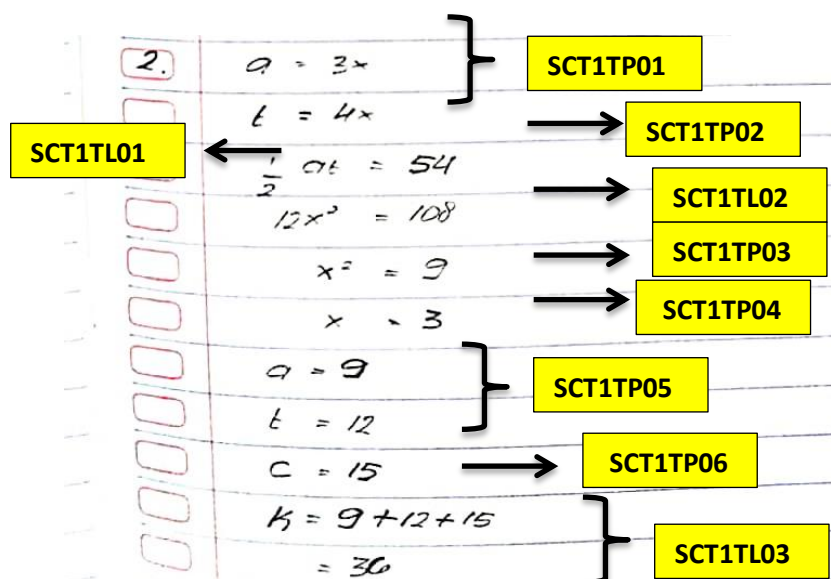 2. a = 3x
SCT1TP01
t = 4x
SCT1TP02
SCT1TL01
1/2 at = 54
SCT1TL02
12x² = 108
SCT1TP03
x² = 9
SCT1TP04
x = 3
a = 9
SCT1TP05
t = 12
c = 15
SCT1TP06
K = 9 + 12 + 15
SCT1TL03
= 36